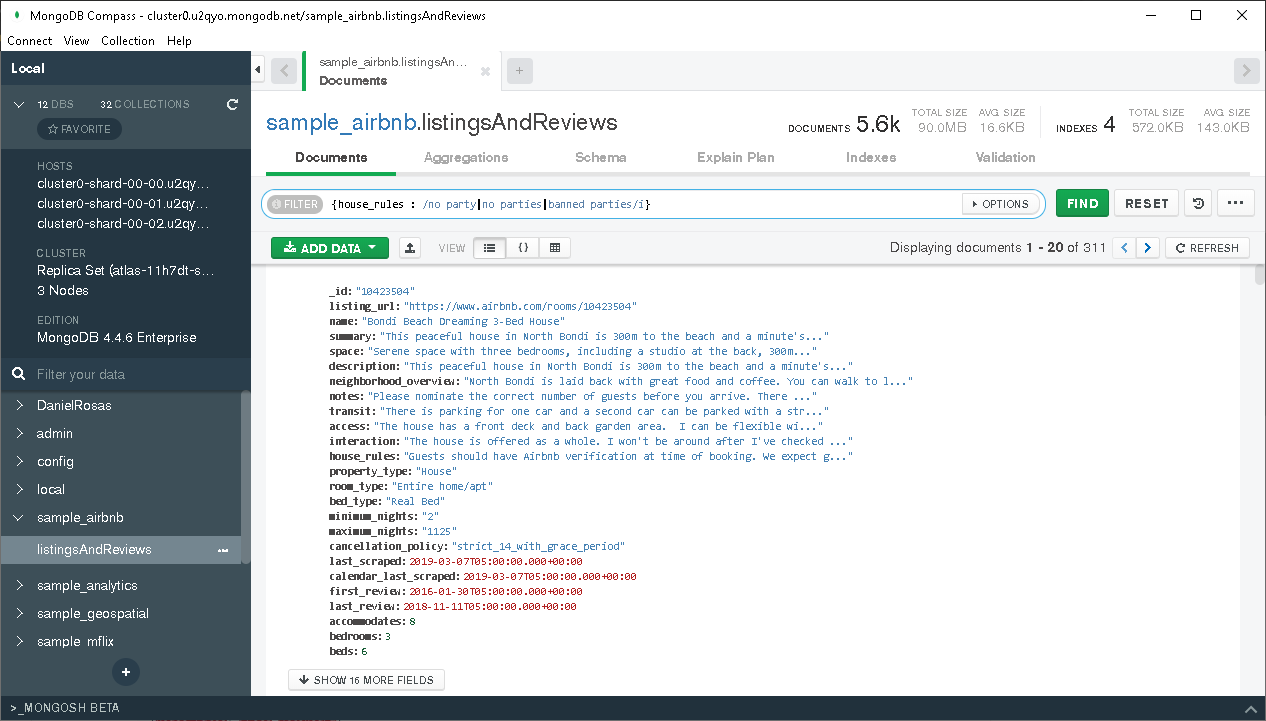 MongoDB Compass - cluster0.u2qyo.mongodb.net/sample_airbnb.listingsAndReviews
Connect View Collection Help
Local
12 DBS 32 COLLECTIONS
FAVORITE
HOSTS
cluster0-shard-00-00.u2qy...
cluster0-shard-00-01.u2qy...
cluster0-shard-00-02.u2qy...
CLUSTER
Replica Set (atlas-11h7dt-s...
3 Nodes
EDITION
MongoDB 4.4.6 Enterprise
Filter your data
DanielRosas
admin
config
local
sample_airbnb
listingsAndReviews
sample_analytics
sample_geospatial
sample_mflix
>_MONGOSH BETA
sample_airbnb.listingsAn...
Documents
sample_airbnb.listingsAndReviews
DOCUMENTS 5.6k TOTAL SIZE 90.0MB AVG. SIZE 16.6KB INDEXES 4 TOTAL SIZE 572.0KB AVG. SIZE 143.0KB
Documents Aggregations Schema Explain Plan Indexes Validation
FILTER {house_rules : /no party|no parties|banned parties/i} OPTIONS FIND RESET
ADD DATA VIEW {} Displaying documents 1 - 20 of 311 REFRESH
_id: "10423504"
listing_url: "https://www.airbnb.com/rooms/10423504"
name: "Bondi Beach Dreaming 3-Bed House"
summary: "This peaceful house in North Bondi is 300m to the beach and a minute's..."
space: "Serene space with three bedrooms, including a studio at the back, 300m..."
description: "This peaceful house in North Bondi is 300m to the beach and a minute's..."
neighborhood_overview: "North Bondi is laid back with great food and coffee. You can walk to l..."
notes: "Please nominate the correct number of guests before you arrive. There ..."
transit: "There is parking for one car and a second car can be parked with a str..."
access: "The house has a front deck and back garden area.  I can be flexible wi..."
interaction: "The house is offered as a whole. I won't be around after I've checked ..."
house_rules: "Guests should have Airbnb verification at time of booking. We expect g..."
property_type: "House"
room_type: "Entire home/apt"
bed_type: "Real Bed"
minimum_nights: "2"
maximum_nights: "1125"
cancellation_policy: "strict_14_with_grace_period"
last_scraped: 2019-03-07T05:00:00.000+00:00
calendar_last_scraped: 2019-03-07T05:00:00.000+00:00
first_review: 2016-01-30T05:00:00.000+00:00
last_review: 2018-11-11T05:00:00.000+00:00
accommodates: 8
bedrooms: 3
beds: 6
SHOW 16 MORE FIELDS